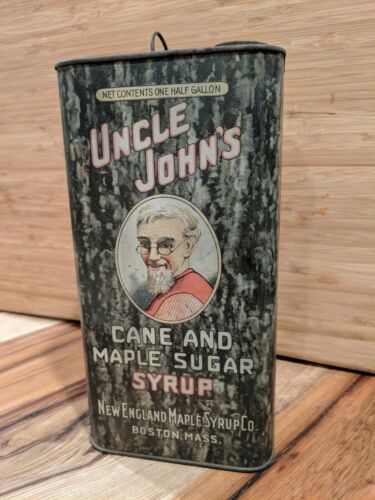 NET CONTENTS ONE HALF GALLON
UNCLE
JOHN'S
CANE AND
MAPLE SUGAR
SYRUP
NEW ENGLAND MAPLE SYRUP CO.
BOSTON, MASS.